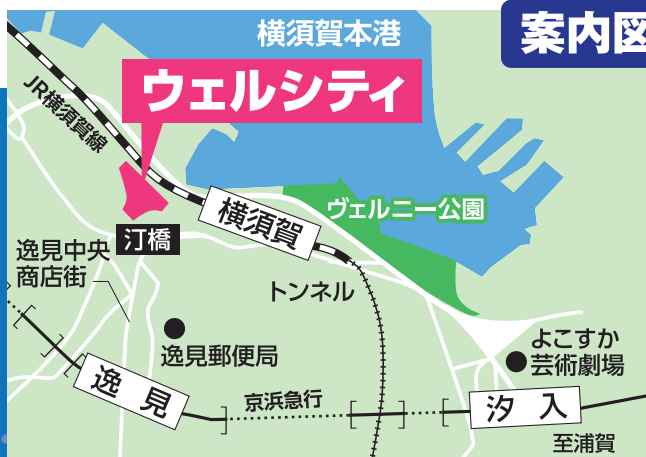 案内図
横須賀本港
ウェルシティ
JR横須賀線
ヴェルニー公園
横須賀
汀橋
逸見中央
商店街
トンネル
逸見郵便局
よこすか
芸術劇場
逸見
京浜急行
汐入
至浦賀